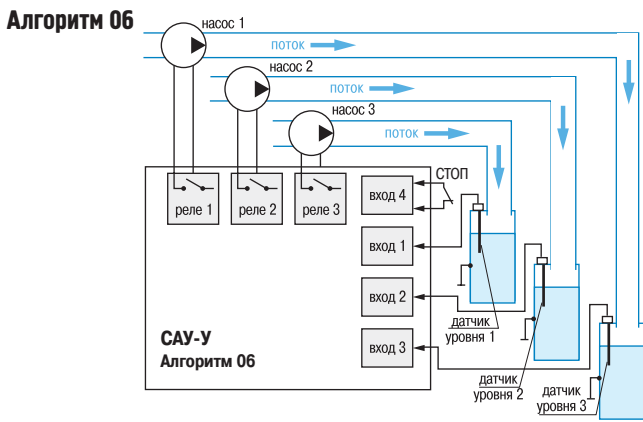 Алгоритм 06
насос 1
поток
насос 2
поток
насос 3
поток
реле 1
реле 2
реле 3
вход 4
СТОП
вход 1
вход 2
вход 3
САУ-У
Алгоритм 06
датчик
уровня 1
датчик
уровня 2
датчик
уровня 3